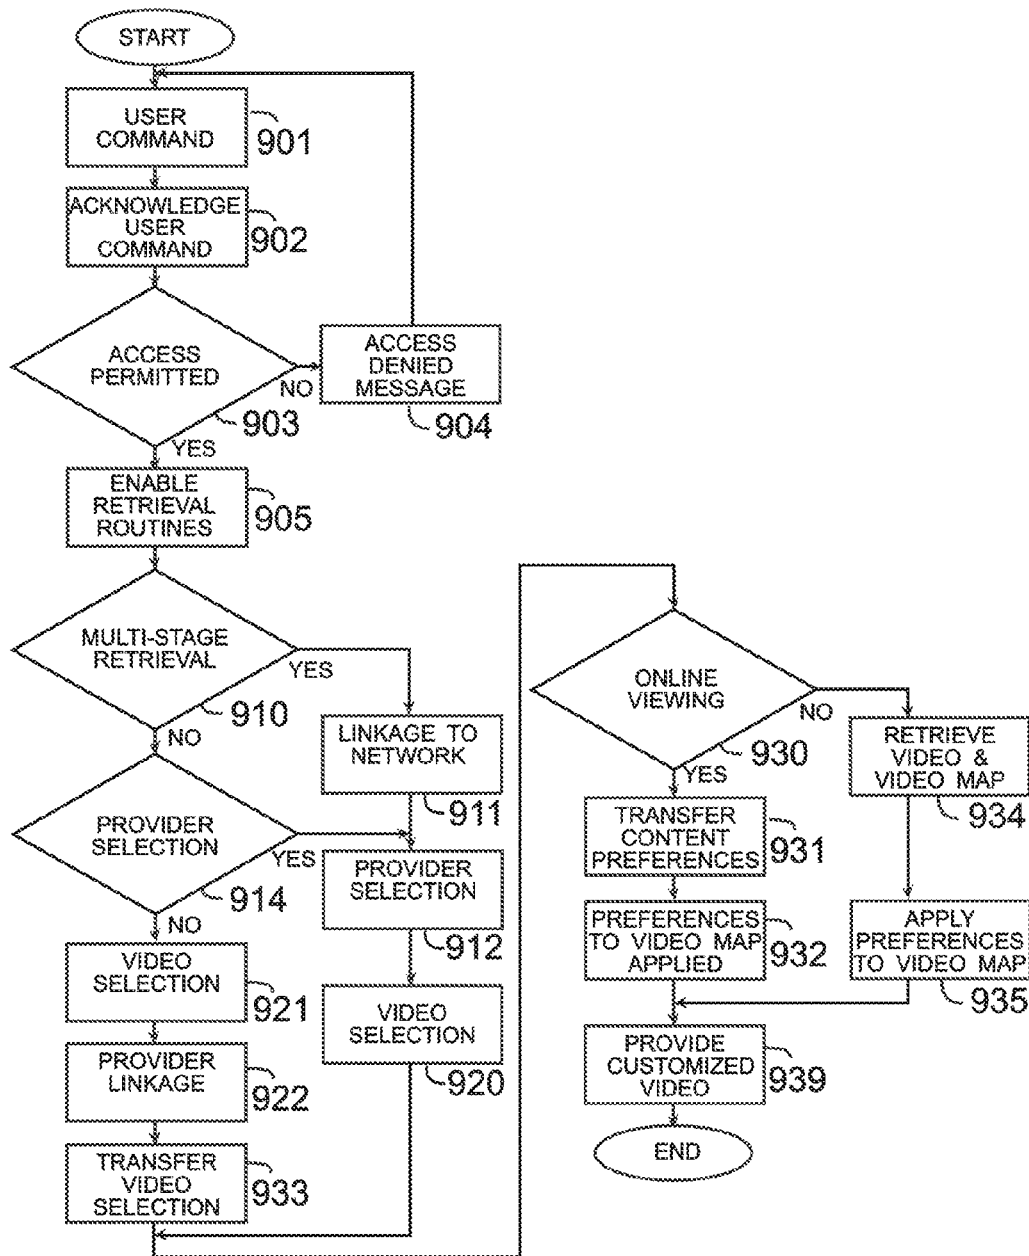 START
USER
COMMAND
901
ACKNOWLEDGE
USER
COMMAND
902
ACCESS
PERMITTED
903
NO
ACCESS
DENIED
MESSAGE
904
YES
ENABLE
RETRIEVAL
ROUTINES
905
MULTI-STAGE
RETRIEVAL
910
YES
NO
LINKAGE TO
NETWORK
911
PROVIDER
SELECTION
914
YES
NO
PROVIDER
SELECTION
912
VIDEO
SELECTION
921
VIDEO
SELECTION
920
PROVIDER
LINKAGE
922
TRANSFER
VIDEO
SELECTION
933
ONLINE
VIEWING
930
NO
YES
RETRIEVE
VIDEO &
VIDEO MAP
934
TRANSFER
CONTENT
PREFERENCES
931
PREFERENCES
TO VIDEO MAP
APPLIED
932
APPLY
PREFERENCES
TO VIDEO MAP
935
PROVIDE
CUSTOMIZED
VIDEO
939
END